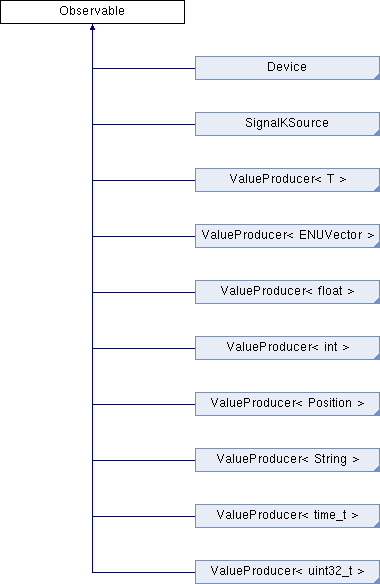 Observable
Device
SignalKSource
ValueProducer< T >
ValueProducer< ENUVector >
ValueProducer< float >
ValueProducer< int >
ValueProducer< Position >
ValueProducer< String >
ValueProducer< time_t >
ValueProducer< uint32_t >